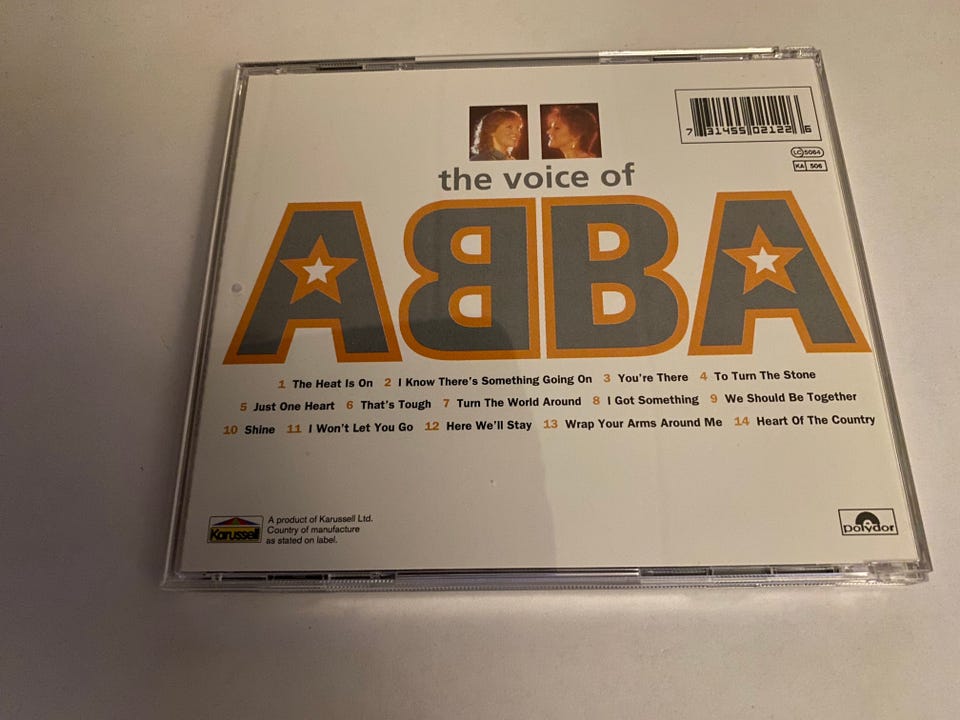 7 31455 02122 6
LC 5064
KA 506
the voice of
ABBA
1 The Heat Is On 2 I Know There's Something Going On 3 You're There 4 To Turn The Stone
5 Just One Heart 6 That's Tough 7 Turn The World Around 8 I Got Something 9 We Should Be Together
10 Shine 11 I Won't Let You Go 12 Here We'll Stay 13 Wrap Your Arms Around Me 14 Heart Of The Country
Karussell
A product of Karussell Ltd.
Country of manufacture
as stated on label.
polydor